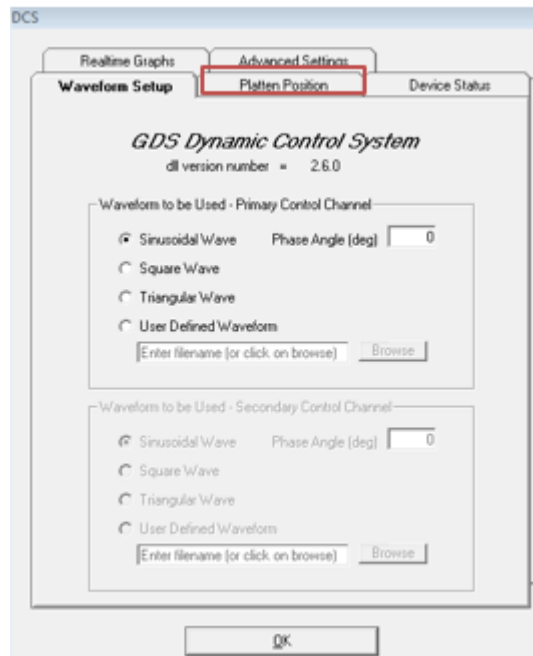 DCS
Realtime Graphs Advanced Settings
Waveform Setup Platten Position Device Status
GDS Dynamic Control System
dll version number = 2.6.0
Waveform to be Used - Primary Control Channel
Sinusoidal Wave Phase Angle (deg) 0
Square Wave
Triangular Wave
User Defined Waveform
Enter filename (or click on browse) Browse
Waveform to be Used - Secondary Control Channel
Sinusoidal Wave Phase Angle (deg) 0
Square Wave
Triangular Wave
User Defined Waveform
Enter filename (or click on browse) Browse
OK